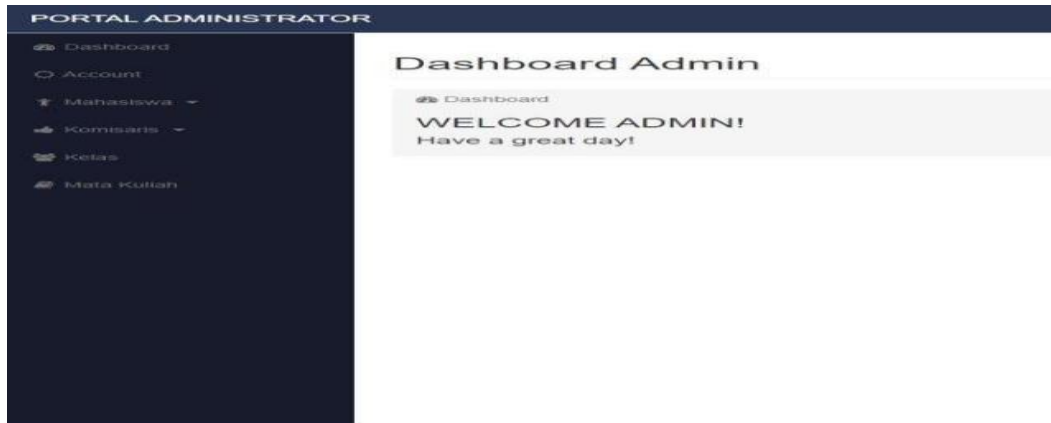 PORTAL ADMINISTRATOR
Dashboard
Account
Mahasiswa
Komisaris
Kelas
Mata Kuliah
Dashboard Admin
Dashboard
WELCOME ADMIN!
Have a great day!